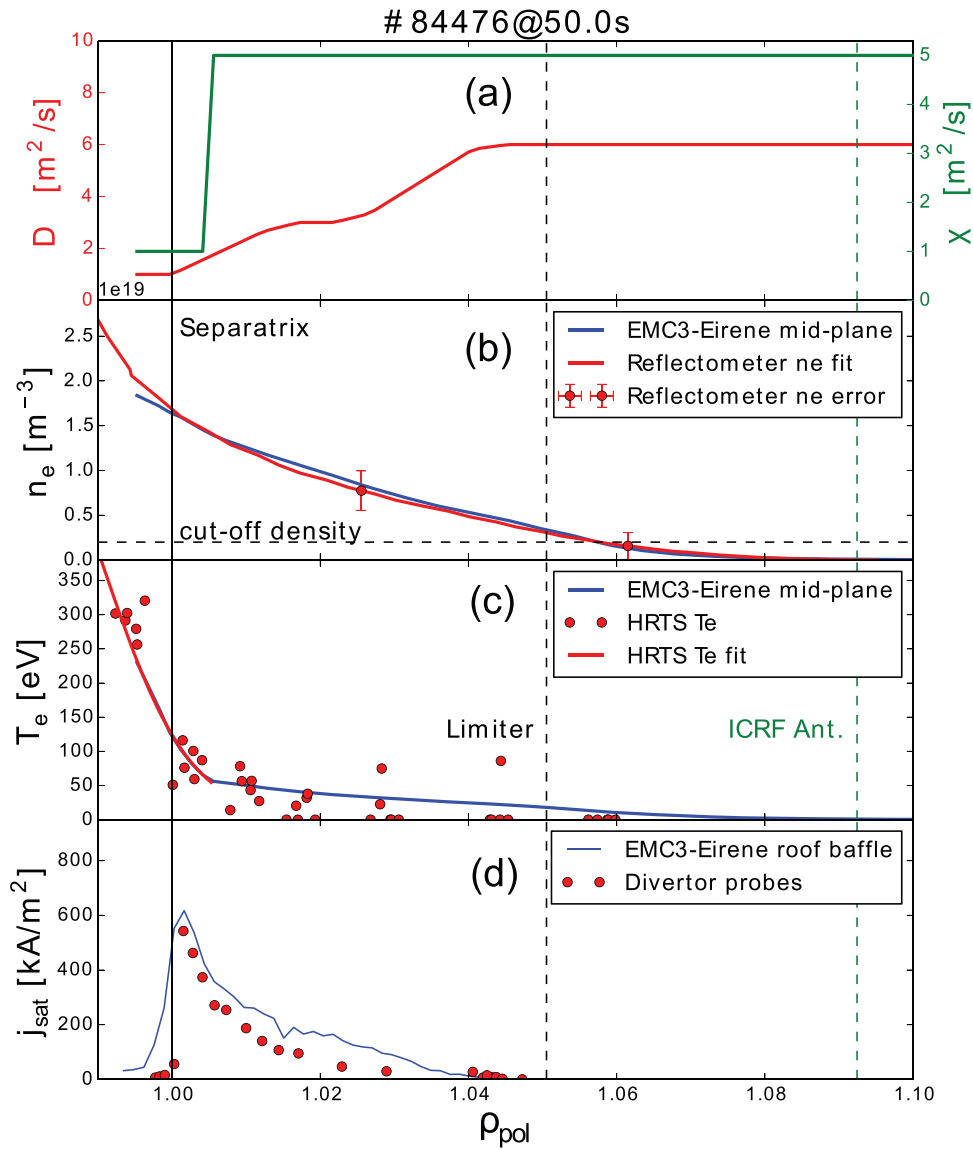 # 84476@50.0s
10
8
6
4
2
0
D [m² /s]
(a)
5
4
3
2
1
0
χ [m² /s]
1e19
2.5
2.0
1.5
1.0
0.5
0.0
nₑ [m⁻³]
Separatrix
(b)
EMC3-Eirene mid-plane
Reflectometer ne fit
Reflectometer ne error
cut-off density
350
300
250
200
150
100
50
0
Tₑ [eV]
(c)
EMC3-Eirene mid-plane
HRTS Te
HRTS Te fit
Limiter
ICRF Ant.
800
600
400
200
0
j_sat [kA/m²]
(d)
EMC3-Eirene roof baffle
Divertor probes
1.00 1.02 1.04 1.06 1.08 1.10
ρ_pol